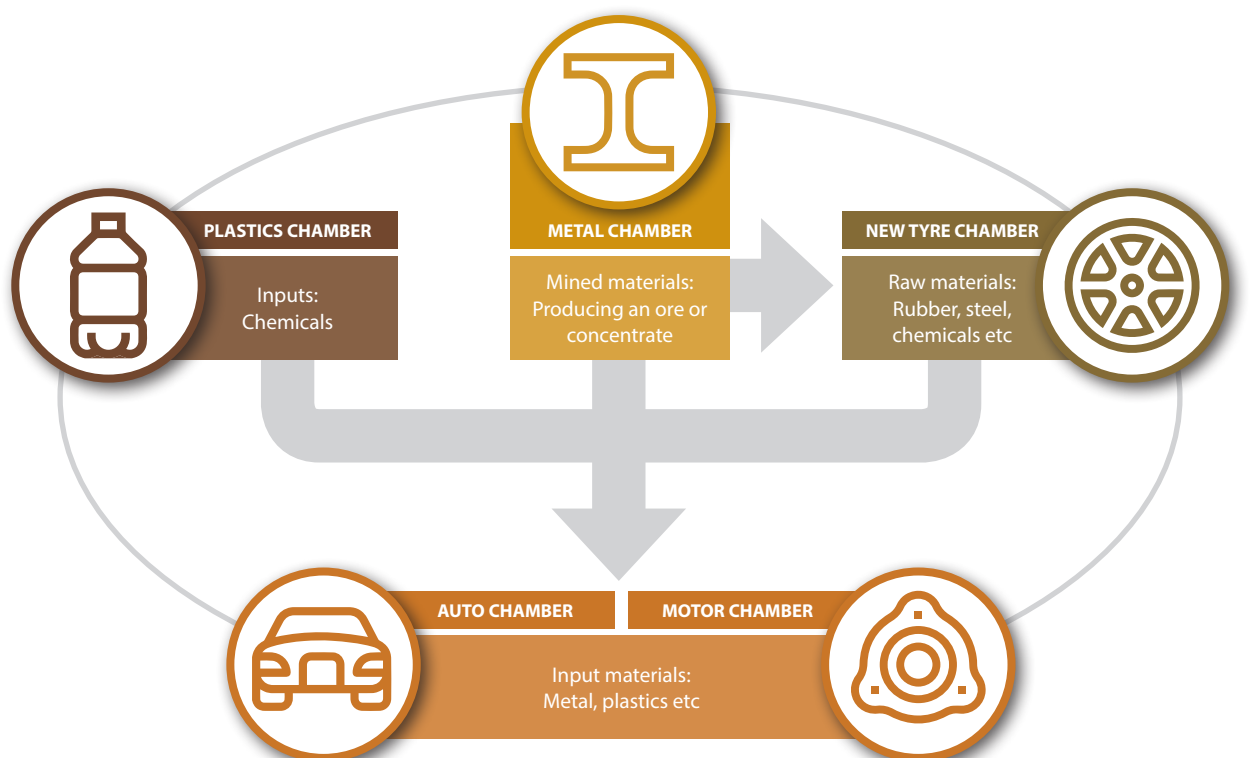 PLASTICS CHAMBER
Inputs:
Chemicals
METAL CHAMBER
Mined materials:
Producing an ore or
concentrate
NEW TYRE CHAMBER
Raw materials:
Rubber, steel,
chemicals etc
AUTO CHAMBER
MOTOR CHAMBER
Input materials:
Metal, plastics etc